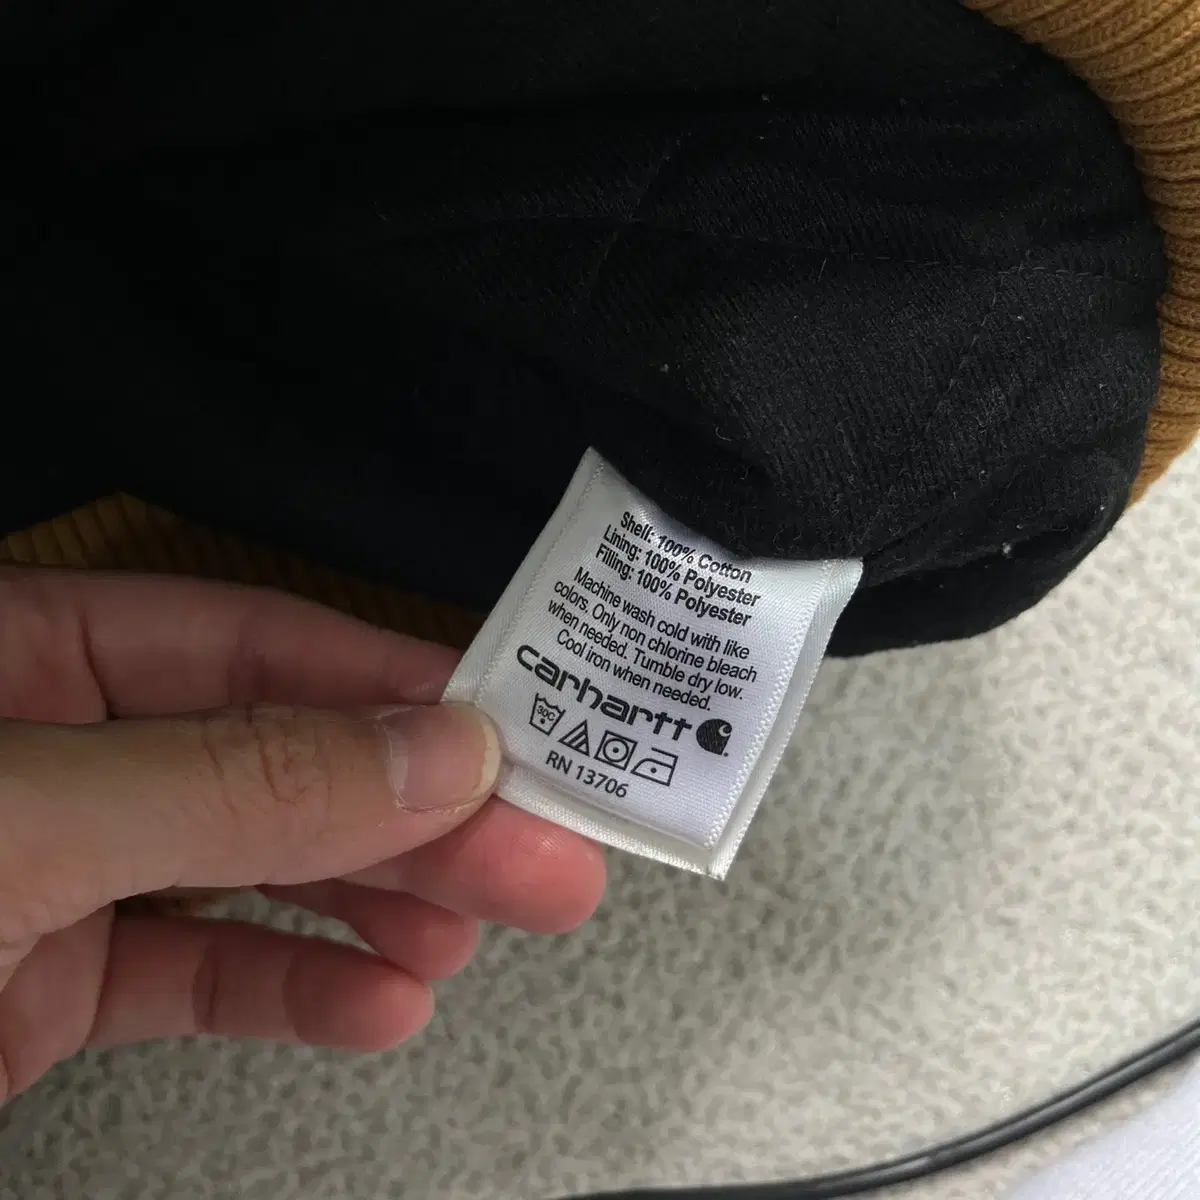 Shell: 100% Cotton
Lining: 100% Polyester
Filling: 100% Polyester
Machine wash cold with like
colors. Only non chlorine bleach
when needed. Tumble dry low.
Cool iron when needed.
carhartt
30C
RN 13706